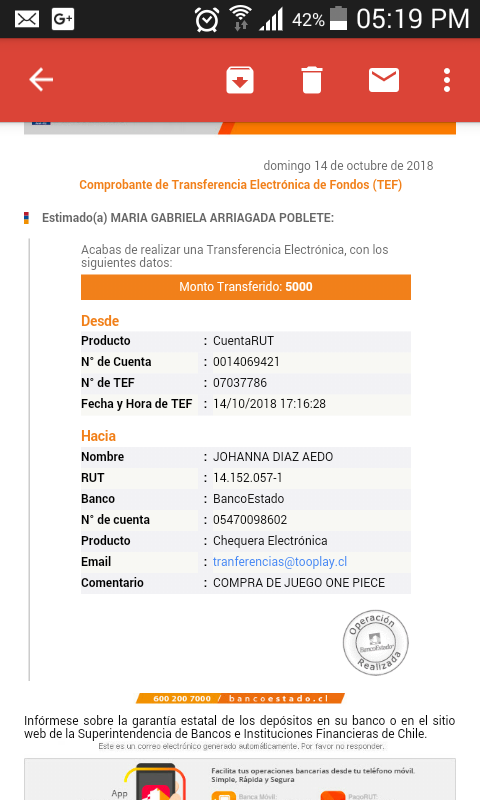 G+ 42% 05:19 PM
domingo 14 de octubre de 2018
Comprobante de Transferencia Electrónica de Fondos (TEF)
Estimado(a) MARIA GABRIELA ARRIAGADA POBLETE:
Acabas de realizar una Transferencia Electrónica, con los
siguientes datos:
Monto Transferido: 5000
Desde
Producto : CuentaRUT
N° de Cuenta : 0014069421
N° de TEF : 07037786
Fecha y Hora de TEF : 14/10/2018 17:16:28
Hacia
Nombre : JOHANNA DIAZ AEDO
RUT : 14.152.057-1
Banco : BancoEstado
N° de cuenta : 05470098602
Producto : Chequera Electrónica
Email : tranferencias@tooplay.cl
Comentario : COMPRA DE JUEGO ONE PIECE
Operación
BancoEstado
Realizada
600 200 7000 / bancoestado.cl
Infórmese sobre la garantía estatal de los depósitos en su banco o en el sitio
web de la Superintendencia de Bancos e Instituciones Financieras de Chile.
Este es un correo electrónico generado automáticamente. Por favor no responder.
Facilita tus operaciones bancarias desde tu teléfono móvil.
Simple, Rápida y Segura
App
Banca Móvil:
PagoRUT: